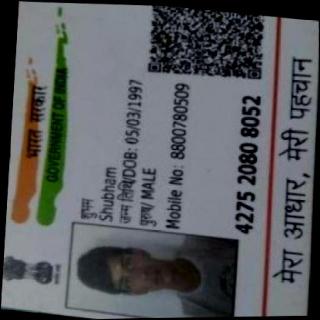 भारत सरकार
GOVERNMENT OF INDIA
शुभम
Shubham
जन्म तिथि/DOB: 05/03/1997
पुरुष/ MALE
Mobile No: 8800780509
4275 2080 8052
मेरा आधार, मेरी पहचान